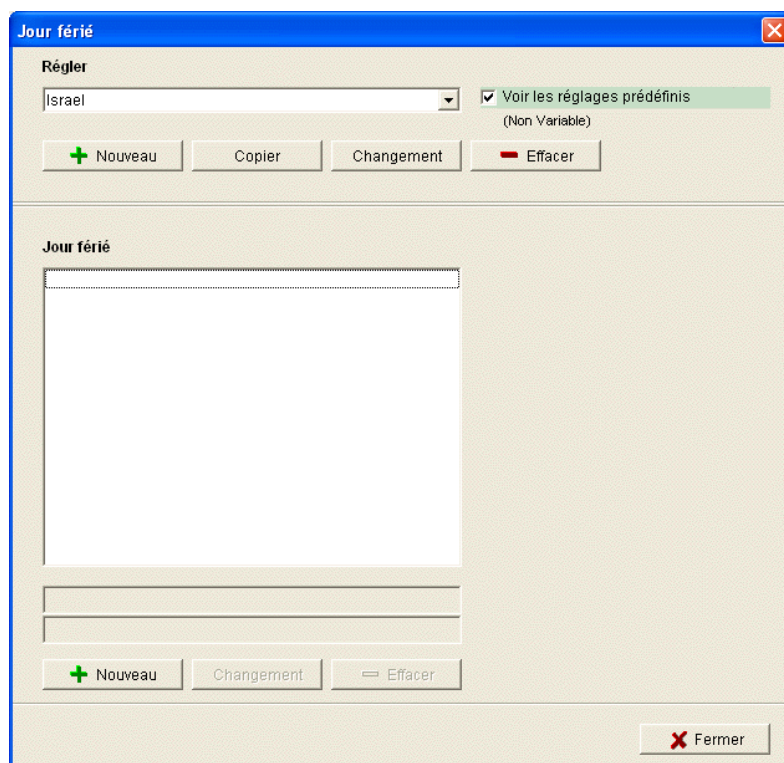 Jour férié
Régler
Israel
Voir les réglages prédéfinis
(Non Variable)
Nouveau
Copier
Changement
Effacer
Jour férié
Nouveau
Changement
Effacer
Fermer